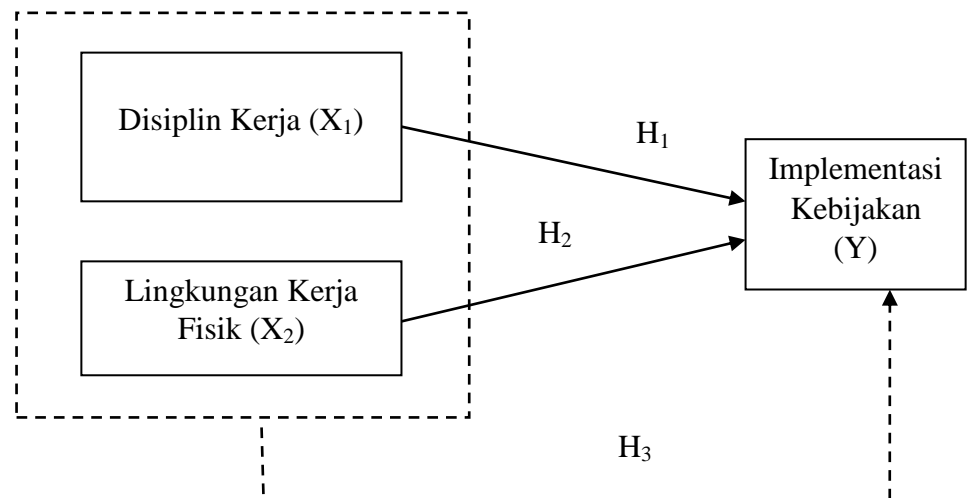 Disiplin Kerja (X₁)
H₁
Implementasi
Kebijakan
(Y)
H₂
Lingkungan Kerja
Fisik (X₂)
H₃